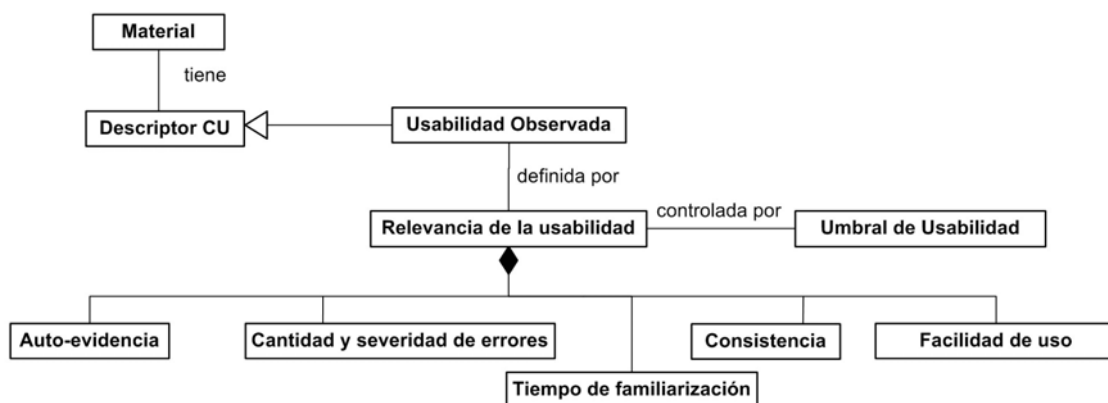 Material
tiene
Descriptor CU
Usabilidad Observada
definida por
Relevancia de la usabilidad
controlada por
Umbral de Usabilidad
Auto-evidencia
Cantidad y severidad de errores
Tiempo de familiarización
Consistencia
Facilidad de uso